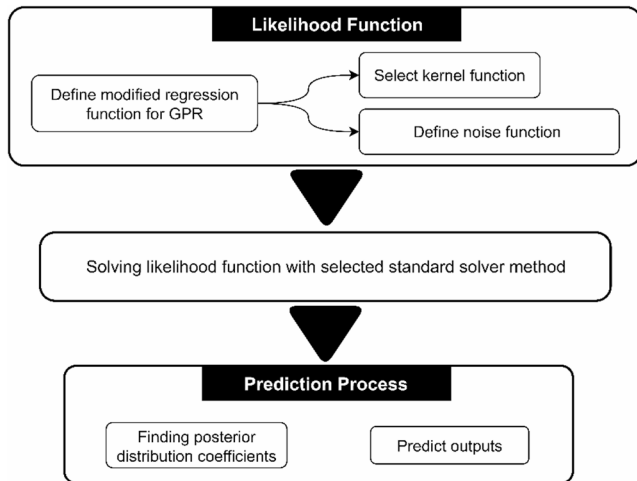 Likelihood Function
Define modified regression
function for GPR
Select kernel function
Define noise function
Solving likelihood function with selected standard solver method
Prediction Process
Finding posterior
distribution coefficients
Predict outputs